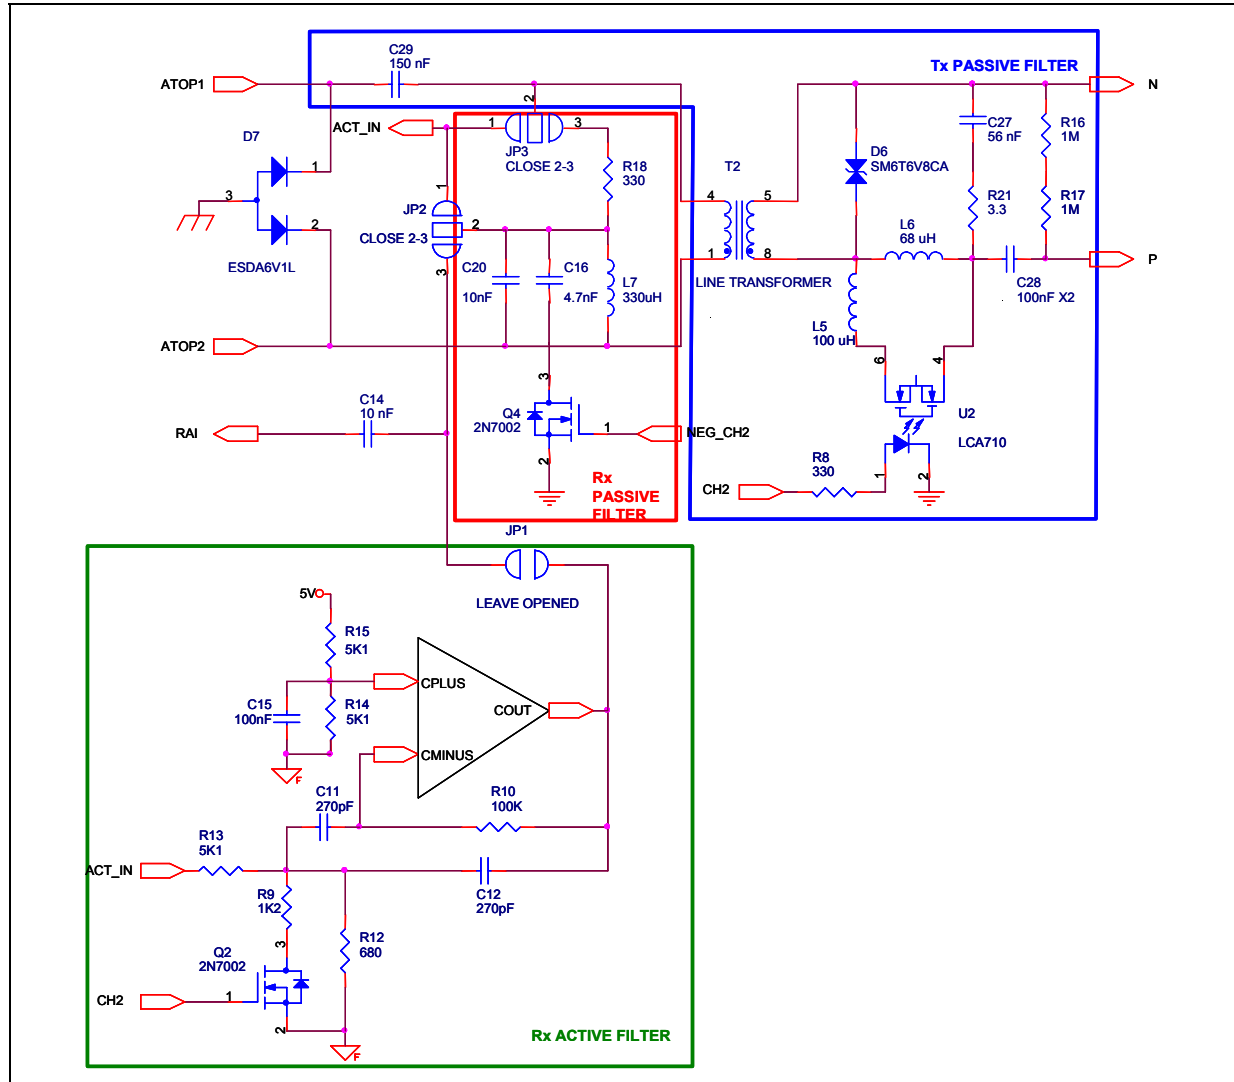 C29
150 nF
Tx PASSIVE FILTER
ATOP1
N
2
ACT_IN
1
3
JP3
CLOSE 2-3
C27
56 nF
R16
1M
D7
1
3
2
ESDA6V1L
R18
330
D6
SM6T6V8CA
T2
4
5
1
8
LINE TRANSFORMER
R21
3.3
R17
1M
1
JP2
2
CLOSE 2-3
3
L6
68 uH
P
C20
10nF
C16
4.7nF
L7
330uH
C28
100nF X2
L5
100 uH
ATOP2
6
4
U2
LCA710
C14
10 nF
RAI
3
Q4
2N7002
1
2
NEG_CH2
R8
330
1
2
CH2
Rx
PASSIVE
FILTER
JP1
LEAVE OPENED
5V
R15
5K1
CPLUS
C15
100nF
R14
5K1
COUT
CMINUS
F
C11
270pF
R10
100K
R13
5K1
ACT_IN
C12
270pF
R9
1K2
3
Q2
2N7002
R12
680
CH2
1
2
F
Rx ACTIVE FILTER